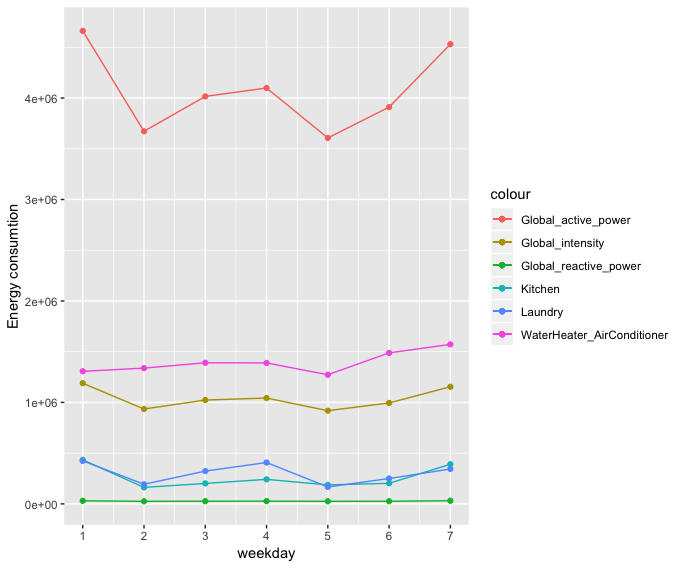 Energy consumtion
4e+06
3e+06
2e+06
1e+06
0e+00
1 2 3 4 5 6 7
weekday
colour
Global_active_power
Global_intensity
Global_reactive_power
Kitchen
Laundry
WaterHeater_AirConditioner